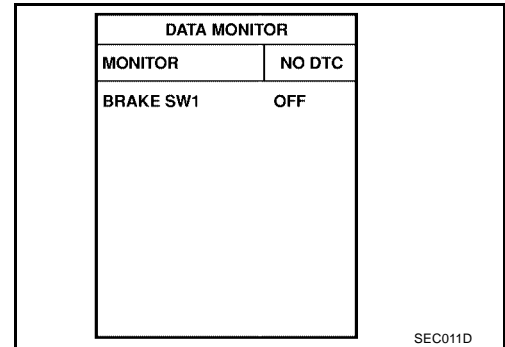 DATA MONITOR
MONITOR NO DTC
BRAKE SW1 OFF
SEC011D